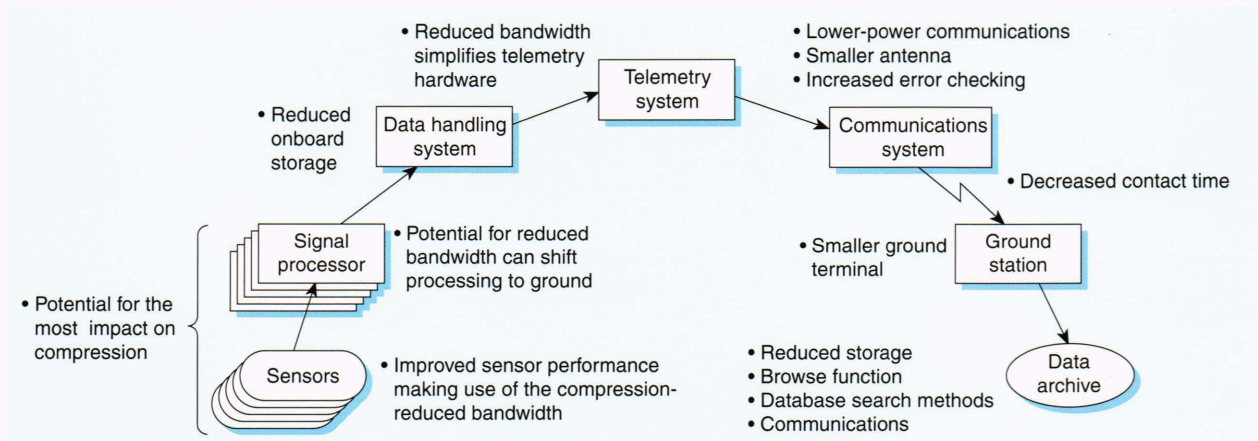 • Reduced bandwidth
simplifies telemetry
hardware
Telemetry
system
• Lower-power communications
• Smaller antenna
• Increased error checking
• Reduced
onboard
storage
Data handling
system
Communications
system
• Decreased contact time
Signal
processor
• Potential for reduced
bandwidth can shift
processing to ground
• Smaller ground
terminal
Ground
station
• Potential for the
most impact on
compression
Sensors
• Improved sensor performance
making use of the compression-
reduced bandwidth
• Reduced storage
• Browse function
• Database search methods
• Communications
Data
archive